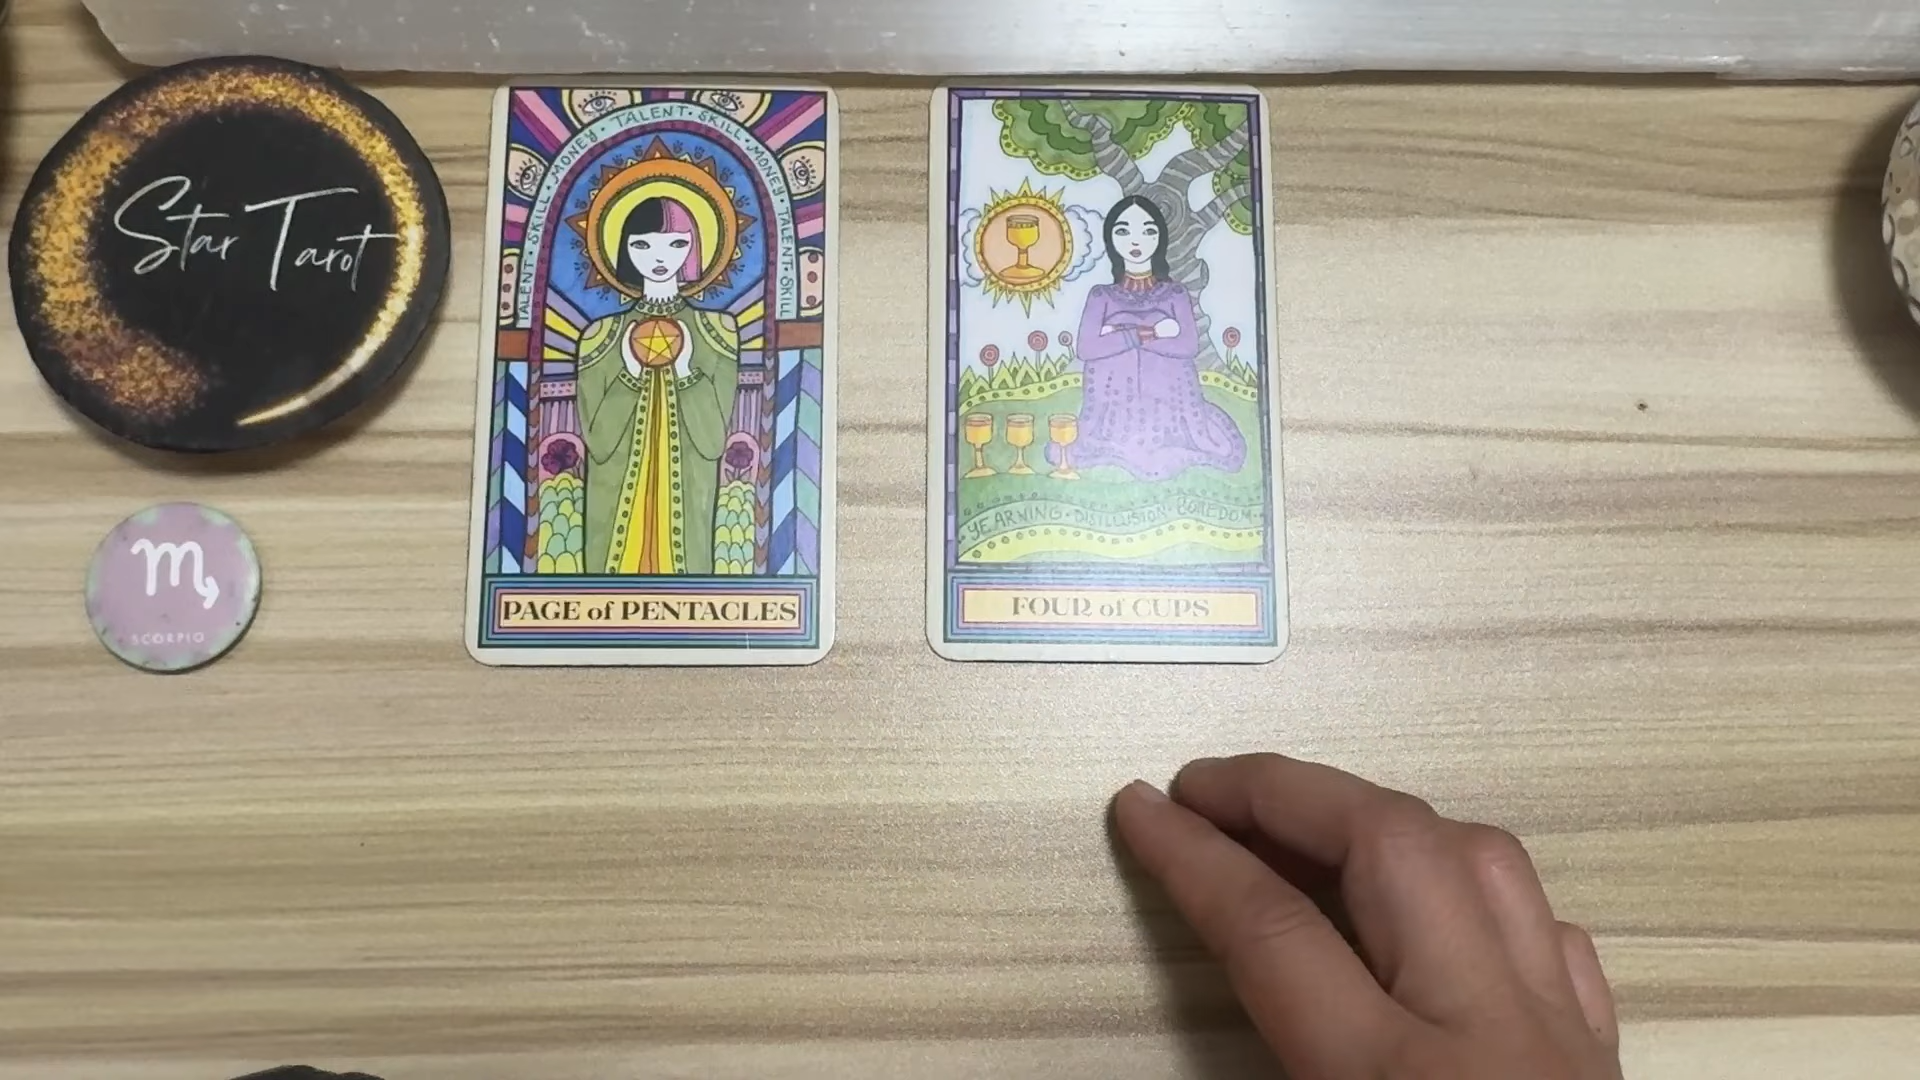 Star Tarot
SCORPIO
TALENT · SKILL · MONEY · TALENT · SKILL · MONEY · TALENT · SKILL
PAGE of PENTACLES
YEARNING · DISILLUSION · BOREDOM ·
FOUR of CUPS